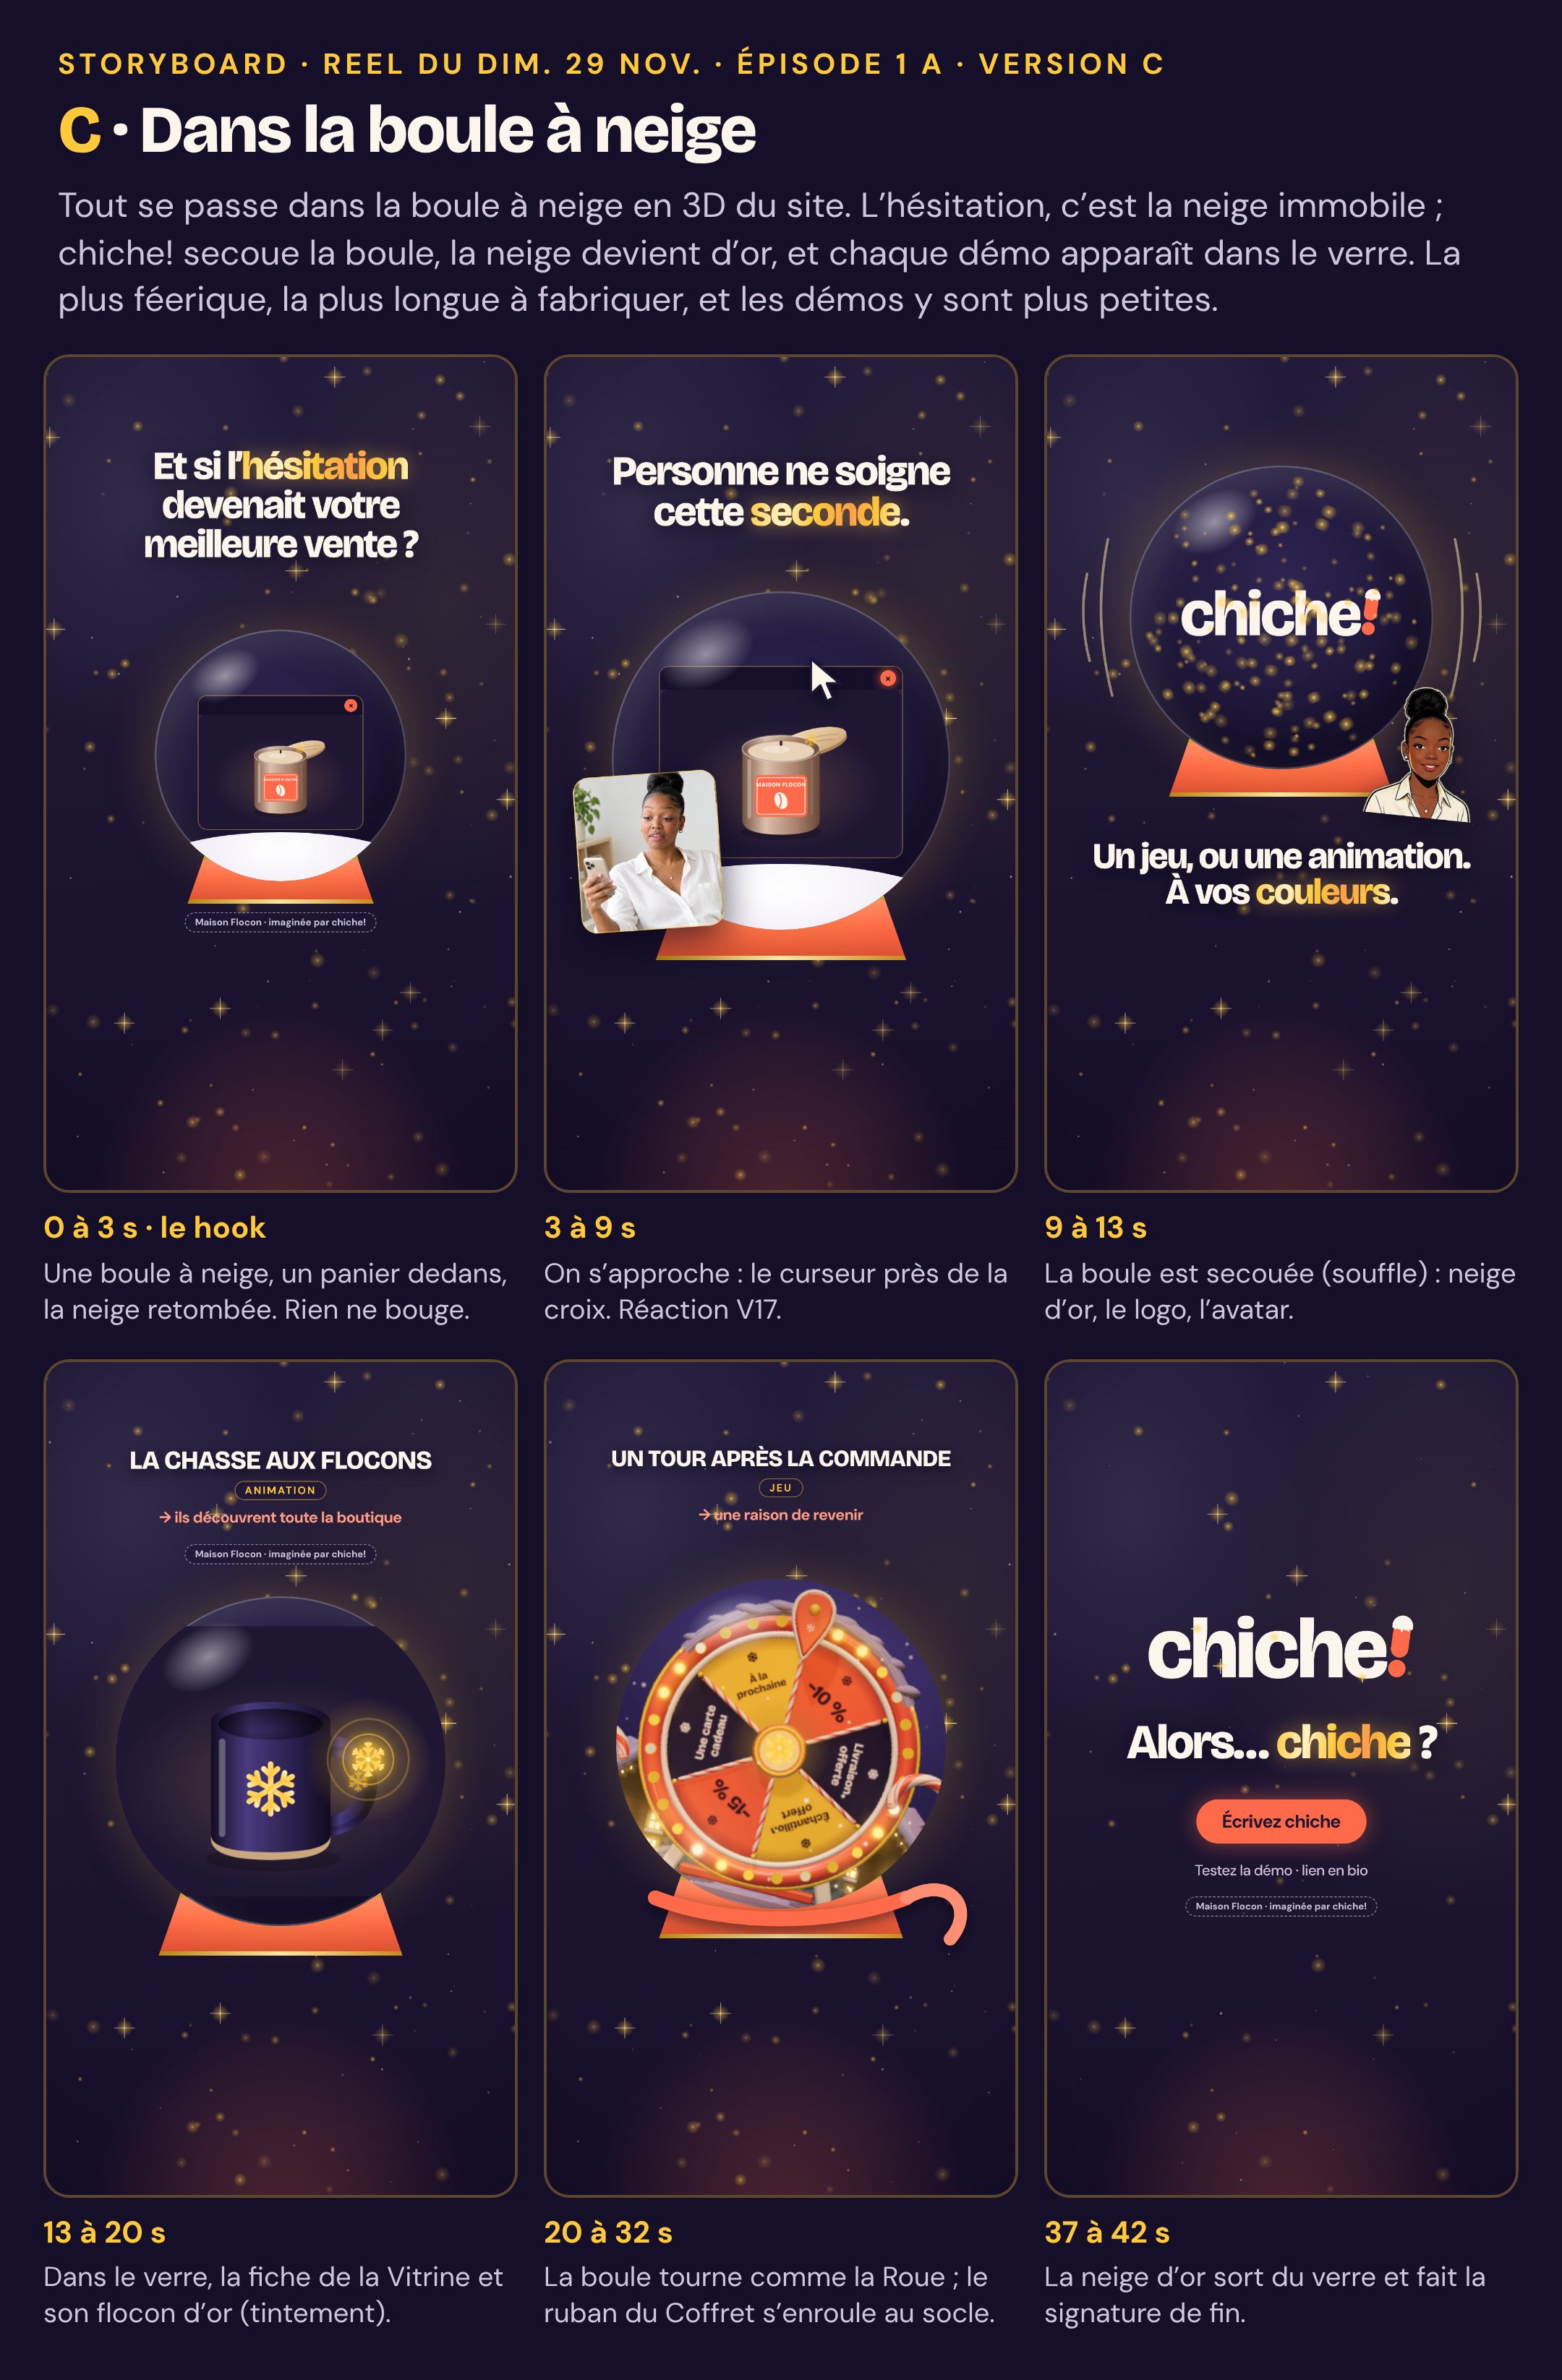 STORYBOARD · REEL DU DIM. 29 NOV. · ÉPISODE 1 A · VERSION C
C · Dans la boule à neige
Tout se passe dans la boule à neige en 3D du site. L’hésitation, c’est la neige immobile ;
chiche! secoue la boule, la neige devient d’or, et chaque démo apparaît dans le verre. La
plus féerique, la plus longue à fabriquer, et les démos y sont plus petites.
Et si l’hésitation
devenait votre
meilleure vente ?
MAISON FLOCON
Maison Flocon · imaginée par chiche!
0 à 3 s · le hook
Une boule à neige, un panier dedans,
la neige retombée. Rien ne bouge.
Personne ne soigne
cette seconde.
MAISON FLOCON
3 à 9 s
On s’approche : le curseur près de la
croix. Réaction V17.
chiche!
Un jeu, ou une animation.
À vos couleurs.
9 à 13 s
La boule est secouée (souffle) : neige
d’or, le logo, l’avatar.
LA CHASSE AUX FLOCONS
ANIMATION
→ ils découvrent toute la boutique
Maison Flocon · imaginée par chiche!
13 à 20 s
Dans le verre, la fiche de la Vitrine et
son flocon d’or (tintement).
UN TOUR APRÈS LA COMMANDE
JEU
→ une raison de revenir
À la
prochaine
-10 %
Livraison
offerte
Échantillon
offert
-15 %
Une carte
cadeau
20 à 32 s
La boule tourne comme la Roue ; le
ruban du Coffret s’enroule au socle.
chiche!
Alors... chiche ?
Écrivez chiche
Testez la démo · lien en bio
Maison Flocon · imaginée par chiche!
37 à 42 s
La neige d’or sort du verre et fait la
signature de fin.